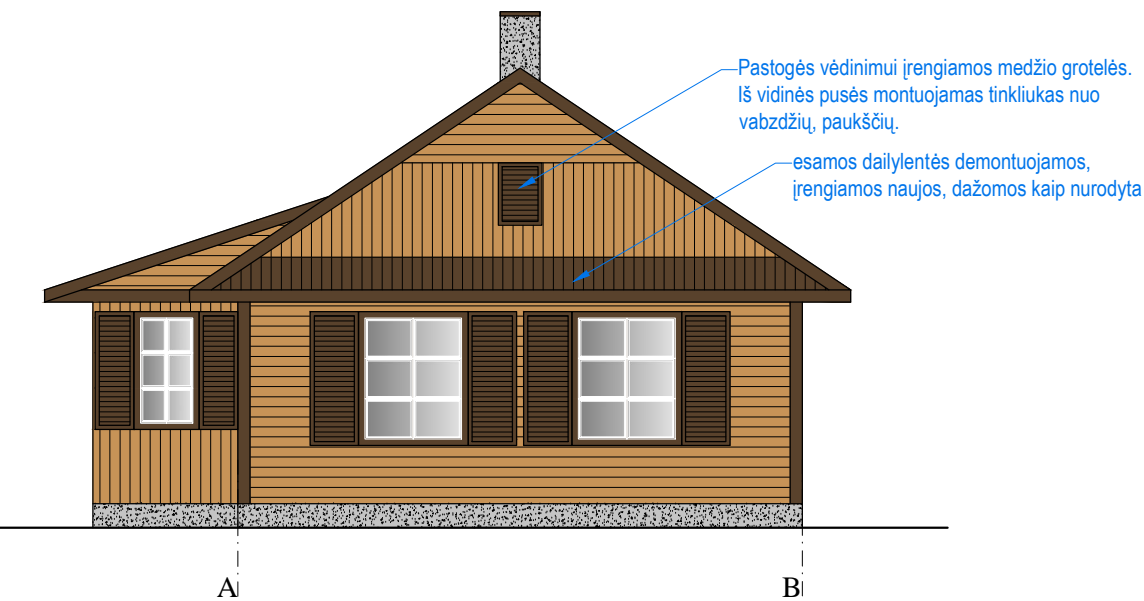 Pastogės vėdinimui įrengiamos medžio grotelės.
Iš vidinės pusės montuojamas tinkliukas nuo
vabzdžių, paukščių.
esamos dailylentės demontuojamos,
įrengiamos naujos, dažomos kaip nurodyta
A
B